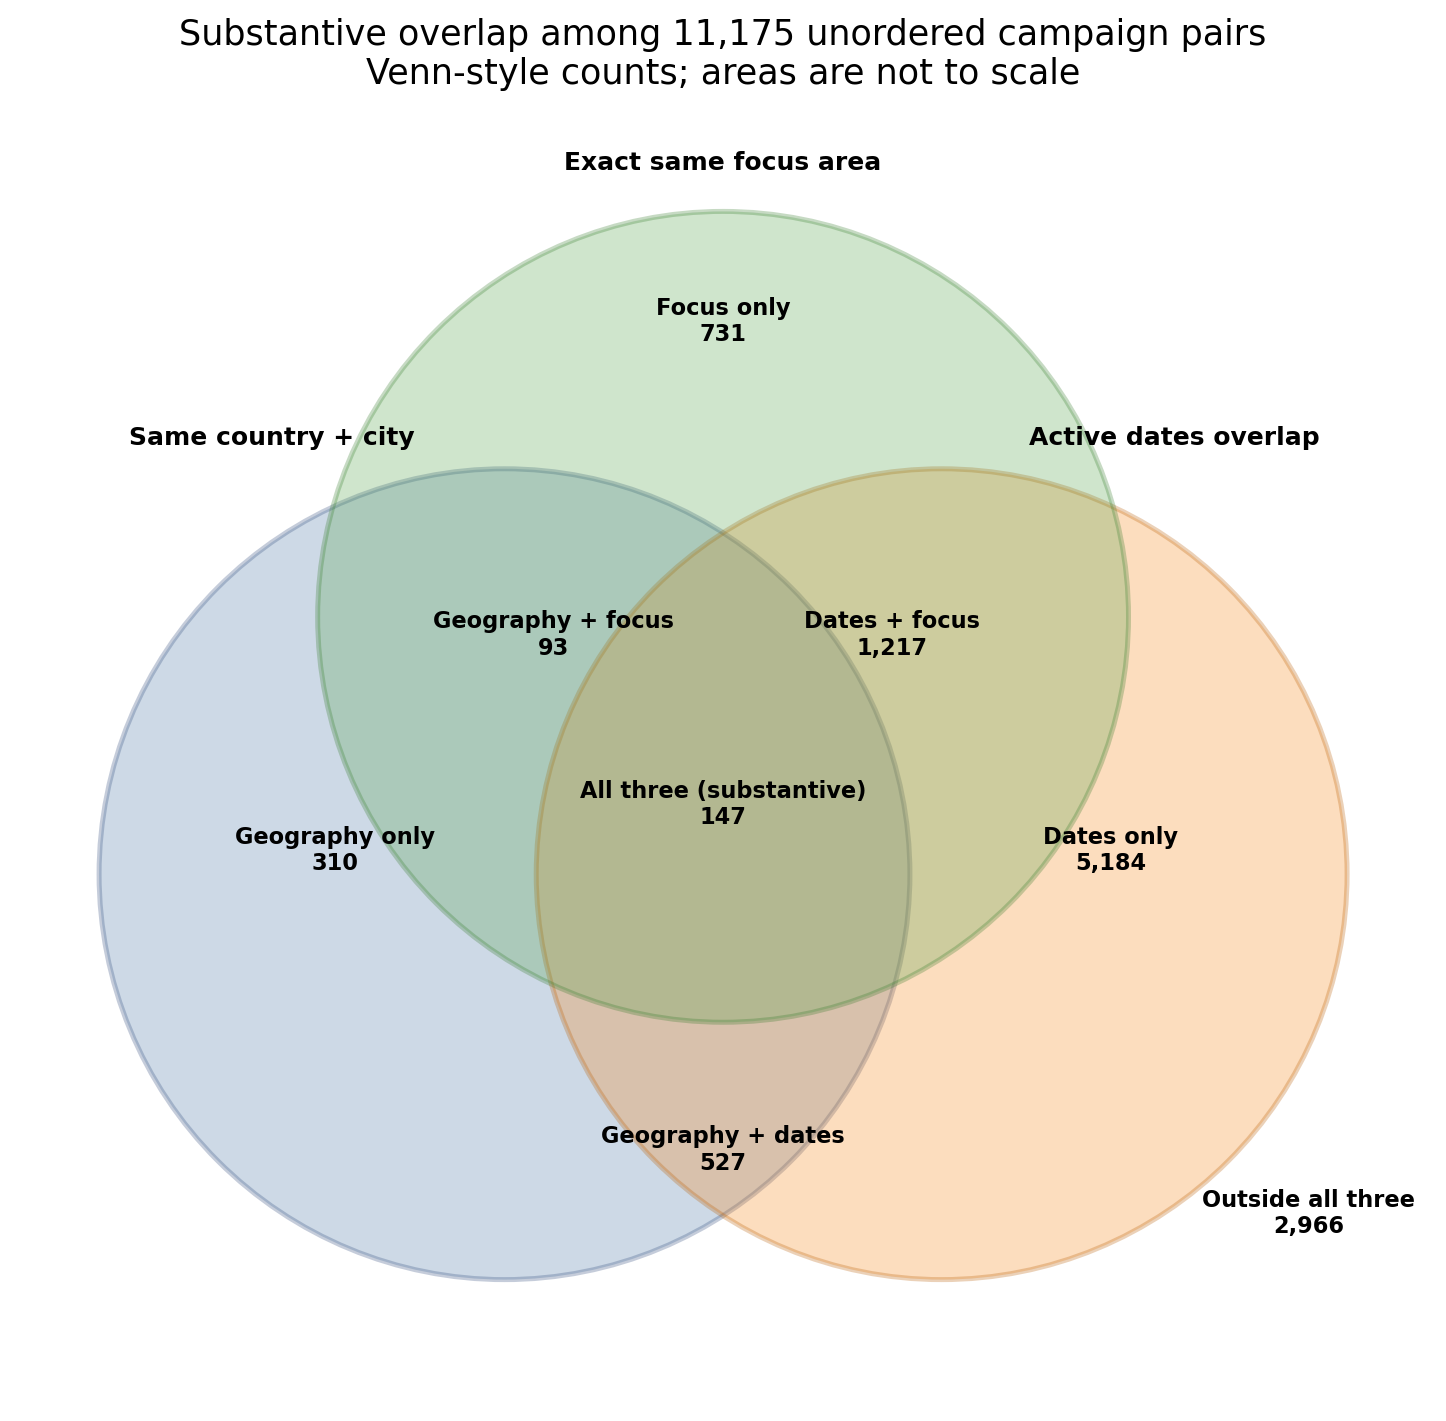 Substantive overlap among 11,175 unordered campaign pairs
Venn-style counts; areas are not to scale
Exact same focus area
Focus only
731
Same country + city
Active dates overlap
Geography + focus
93
Dates + focus
1,217
All three (substantive)
147
Geography only
310
Dates only
5,184
Geography + dates
527
Outside all three
2,966